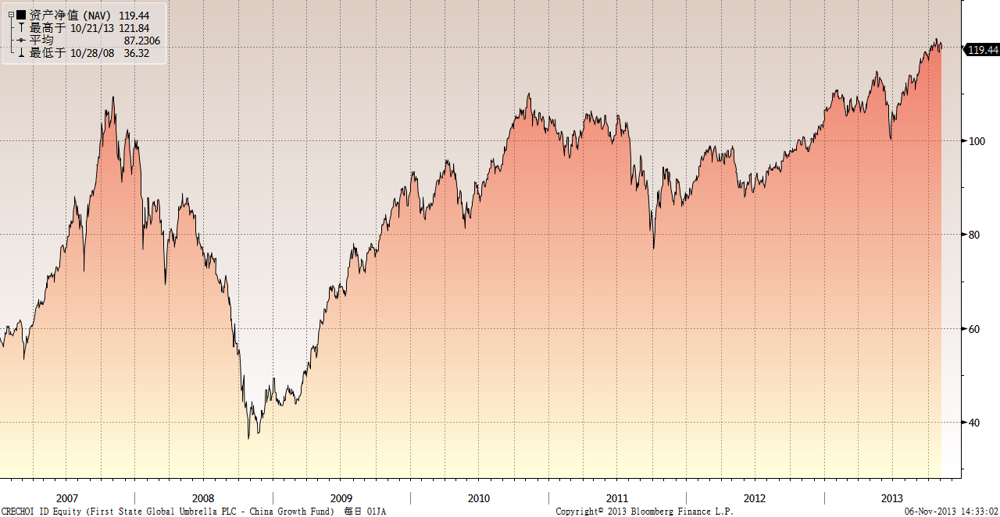 资产净值 (NAV) 119.44
最高于 10/21/13 121.84
平均 87.2306
最低于 10/28/08 36.32
119.44
100
80
60
40
2007 2008 2009 2010 2011 2012 2013
CRECHOI ID Equity (First State Global Umbrella PLC - China Growth Fund) 每日 01JA
Copyright© 2013 Bloomberg Finance L.P.
06-Nov-2013 14:33:02